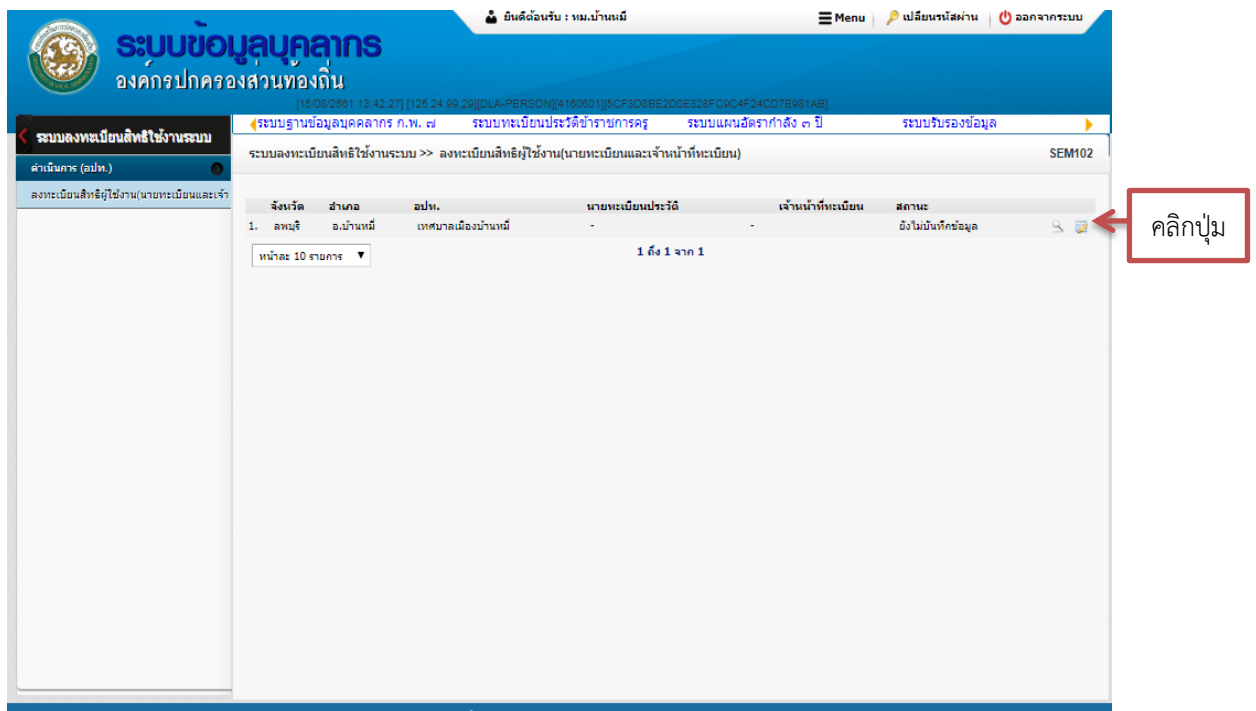 ยินดีต้อนรับ : ทม.บ้านหมี่
Menu
เปลี่ยนรหัสผ่าน
ออกจากระบบ
ระบบข้อมูลบุคลากร
องค์กรปกครองส่วนท้องถิ่น
[16/08/2561 13:42:27] [125.24.99.29][DLA-PERSON][4160601][5CF3D8BE2D0E328FC9C4F24CD7E981AB]
ระบบฐานข้อมูลบุคคลากร ก.พ. ๗ ระบบทะเบียนประวัติข้าราชการครู ระบบแผนอัตรากำลัง ๓ ปี ระบบรับรองข้อมูล
ระบบลงทะเบียนสิทธิใช้งานระบบ
ดำเนินการ (อปท.)
ลงทะเบียนสิทธิผู้ใช้งาน(นายทะเบียนและเจ้า
ระบบลงทะเบียนสิทธิใช้งานระบบ >> ลงทะเบียนสิทธิผู้ใช้งาน(นายทะเบียนและเจ้าหน้าที่ทะเบียน)
SEM102
จังหวัด อำเภอ อปท. นายทะเบียนประวัติ เจ้าหน้าที่ทะเบียน สถานะ
1. ลพบุรี อ.บ้านหมี่ เทศบาลเมืองบ้านหมี่ - - ยังไม่บันทึกข้อมูล
หน้าละ 10 รายการ ▼
1 ถึง 1 จาก 1
คลิกปุ่ม